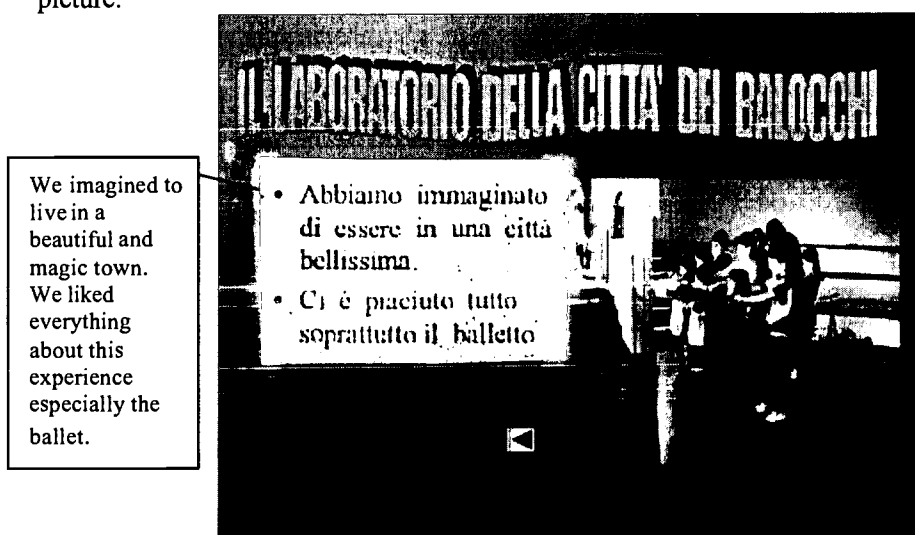 picture.
IL LABORATORIO DELLA CITTA' DEI BALOCCHI
We imagined to
live in a
beautiful and
magic town.
We liked
everything
about this
experience
especially the
ballet.
• Abbiamo immaginato
di essere in una città
bellissima.
• Ci è piaciuto tutto
soprattutto il balletto